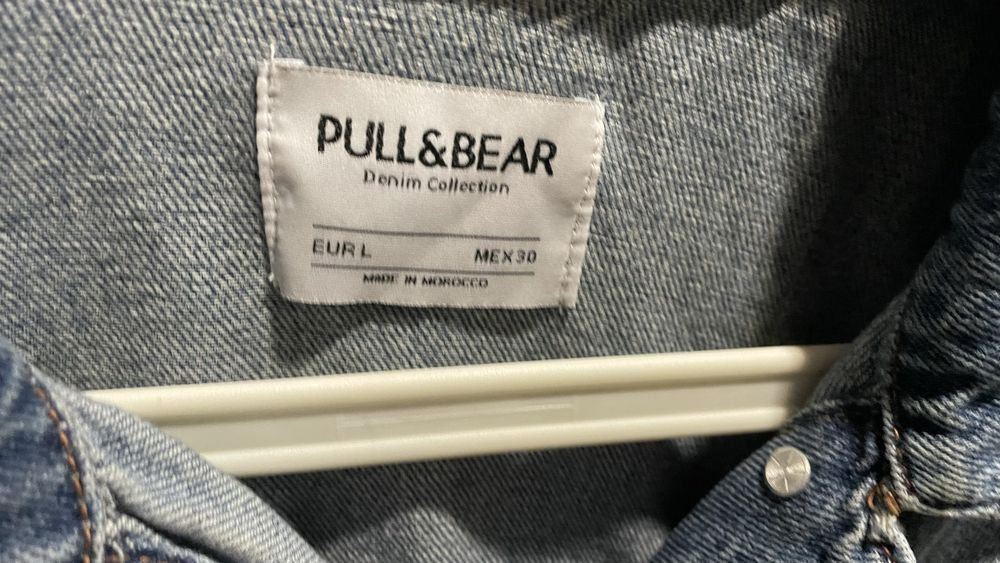 PULL&BEAR
Denim Collection
EUR L MEX 30
MADE IN MOROCCO